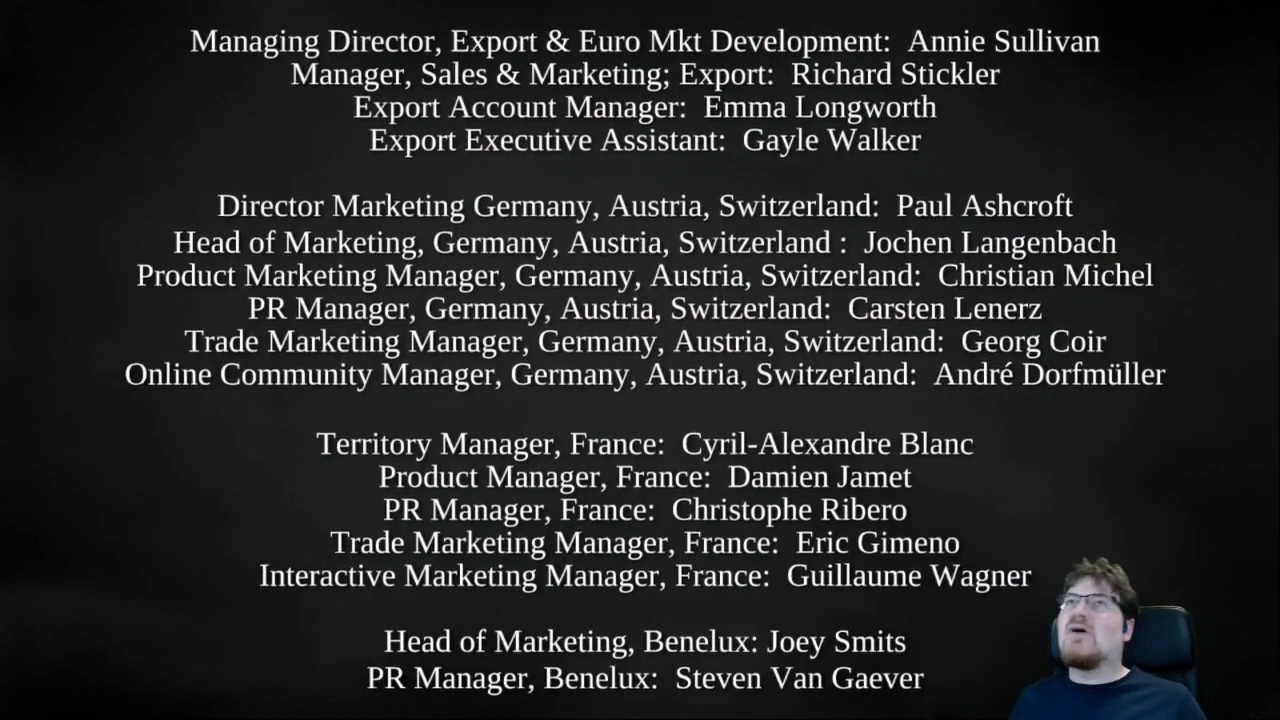 Managing Director, Export & Euro Mkt Development:  Annie Sullivan
Manager, Sales & Marketing; Export:  Richard Stickler
Export Account Manager:  Emma Longworth
Export Executive Assistant:  Gayle Walker
Director Marketing Germany, Austria, Switzerland:  Paul Ashcroft
Head of Marketing, Germany, Austria, Switzerland :  Jochen Langenbach
Product Marketing Manager, Germany, Austria, Switzerland:  Christian Michel
PR Manager, Germany, Austria, Switzerland:  Carsten Lenerz
Trade Marketing Manager, Germany, Austria, Switzerland:  Georg Coir
Online Community Manager, Germany, Austria, Switzerland:  André Dorfmüller
Territory Manager, France:  Cyril-Alexandre Blanc
Product Manager, France:  Damien Jamet
PR Manager, France:  Christophe Ribero
Trade Marketing Manager, France:  Eric Gimeno
Interactive Marketing Manager, France:  Guillaume Wagner
Head of Marketing, Benelux: Joey Smits
PR Manager, Benelux:  Steven Van Gaever